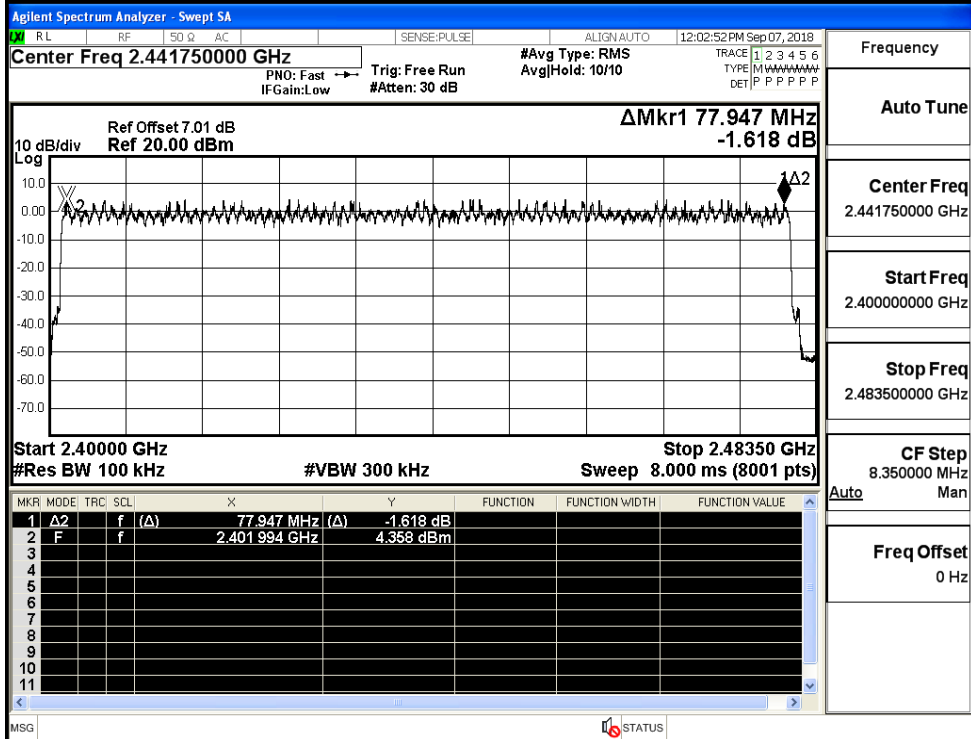 Agilent Spectrum Analyzer - Swept SA
LXI RL RF 50 Ω AC SENSE:PULSE ALIGN AUTO 12:02:52 PM Sep 07, 2018
Center Freq 2.441750000 GHz
PNO: Fast
IFGain:Low
Trig: Free Run
#Atten: 30 dB
#Avg Type: RMS
Avg|Hold: 10/10
TRACE 1 2 3 4 5 6
TYPE M WWWWW
DET P P P P P P
Ref Offset 7.01 dB
10 dB/div Ref 20.00 dBm
Log
ΔMkr1 77.947 MHz
-1.618 dB
10.0
0.00
-10.0
-20.0
-30.0
-40.0
-50.0
-60.0
-70.0
2
1Δ2
Start 2.40000 GHz Stop 2.48350 GHz
#Res BW 100 kHz #VBW 300 kHz Sweep 8.000 ms (8001 pts)
MKR MODE TRC SCL X Y FUNCTION FUNCTION WIDTH FUNCTION VALUE
1 Δ2 f (Δ) 77.947 MHz (Δ) -1.618 dB
2 F f 2.401 994 GHz 4.358 dBm
3
4
5
6
7
8
9
10
11
MSG STATUS
Frequency
Auto Tune
Center Freq
2.441750000 GHz
Start Freq
2.400000000 GHz
Stop Freq
2.483500000 GHz
CF Step
8.350000 MHz
Auto Man
Freq Offset
0 Hz